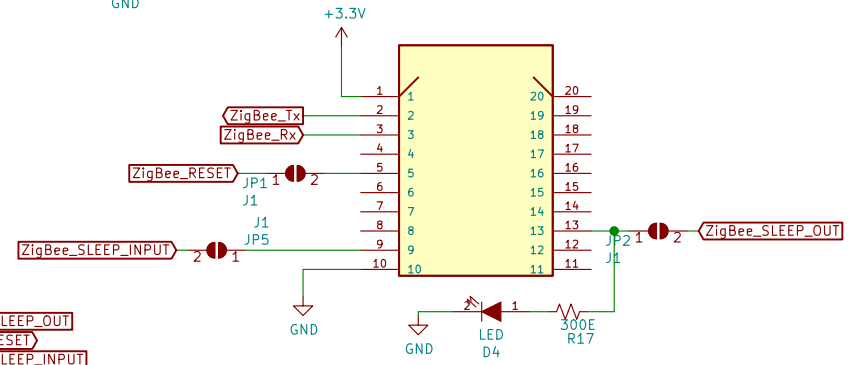 GND
+3.3V
1 1 20 20
ZigBee_Tx 2 2 19 19
ZigBee_Rx 3 3 18 18
4 4 17 17
ZigBee_RESET 1 2 5 5 16 16
JP1
J1
6 6 15 15
7 7 14 14
J1
JP5
8 8 13 13 1 2 ZigBee_SLEEP_OUT
JP2
J1
ZigBee_SLEEP_INPUT 2 1 9 9 12 12
10 10 11 11
GND
2 1
300E
R17
LED
D4
GND
LEEP_OUT
ESET
LEEP_INPUT